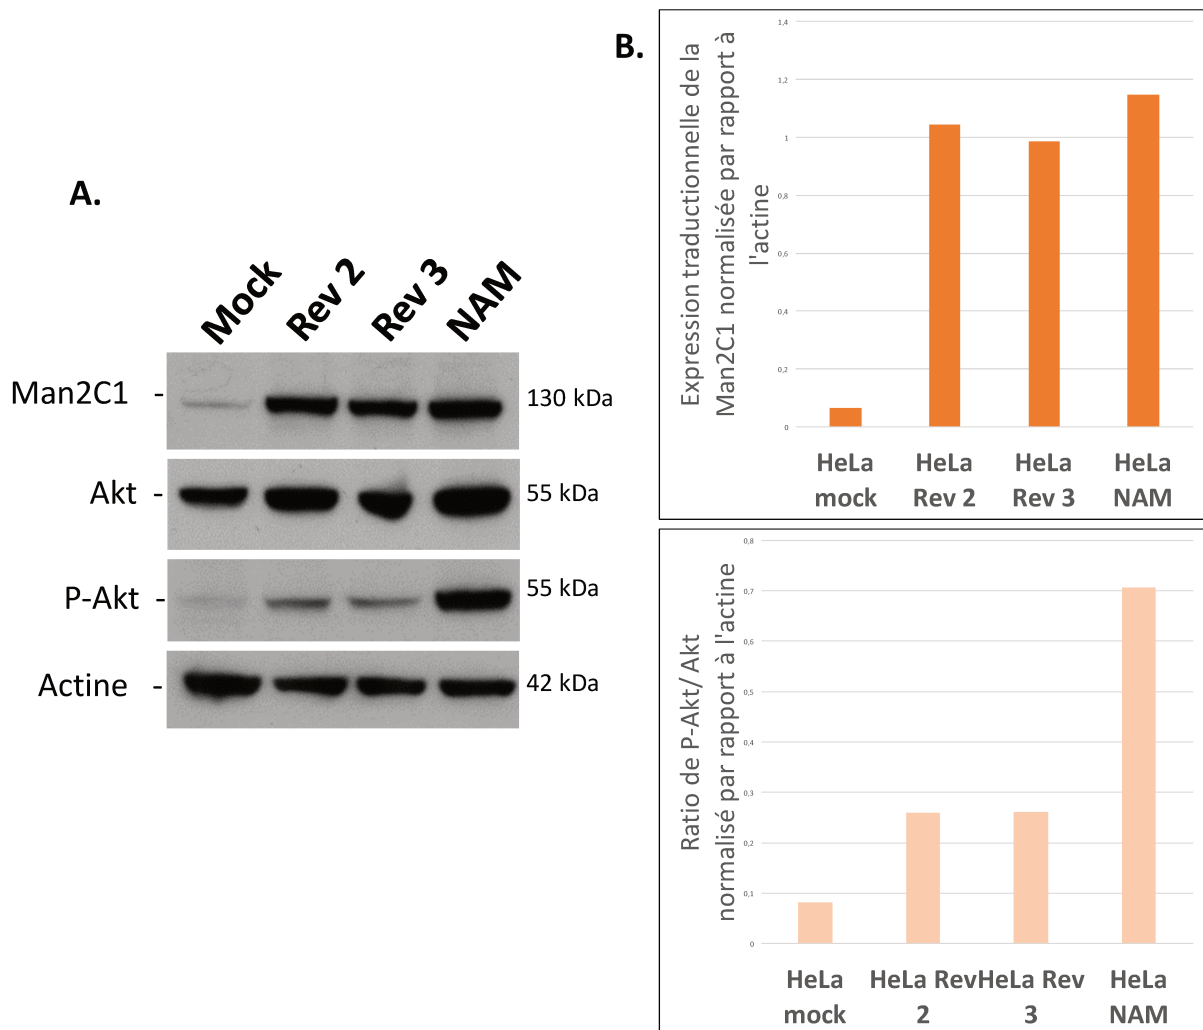 A.
Mock
Rev 2
Rev 3
NAM
Man2C1 -
130 kDa
Akt -
55 kDa
P-Akt -
55 kDa
Actine -
42 kDa
B.
Expression traductionnelle de la
Man2C1 normalisée par rapport à
l'actine
1,4
1,2
1
0,8
0,6
0,4
0,2
0
HeLa
mock
HeLa
Rev 2
HeLa
Rev 3
HeLa
NAM
Ratio de P-Akt/ Akt
normalisé par rapport à l'actine
0,8
0,7
0,6
0,5
0,4
0,3
0,2
0,1
0
HeLa
mock
HeLa Rev
2
HeLa Rev
3
HeLa
NAM